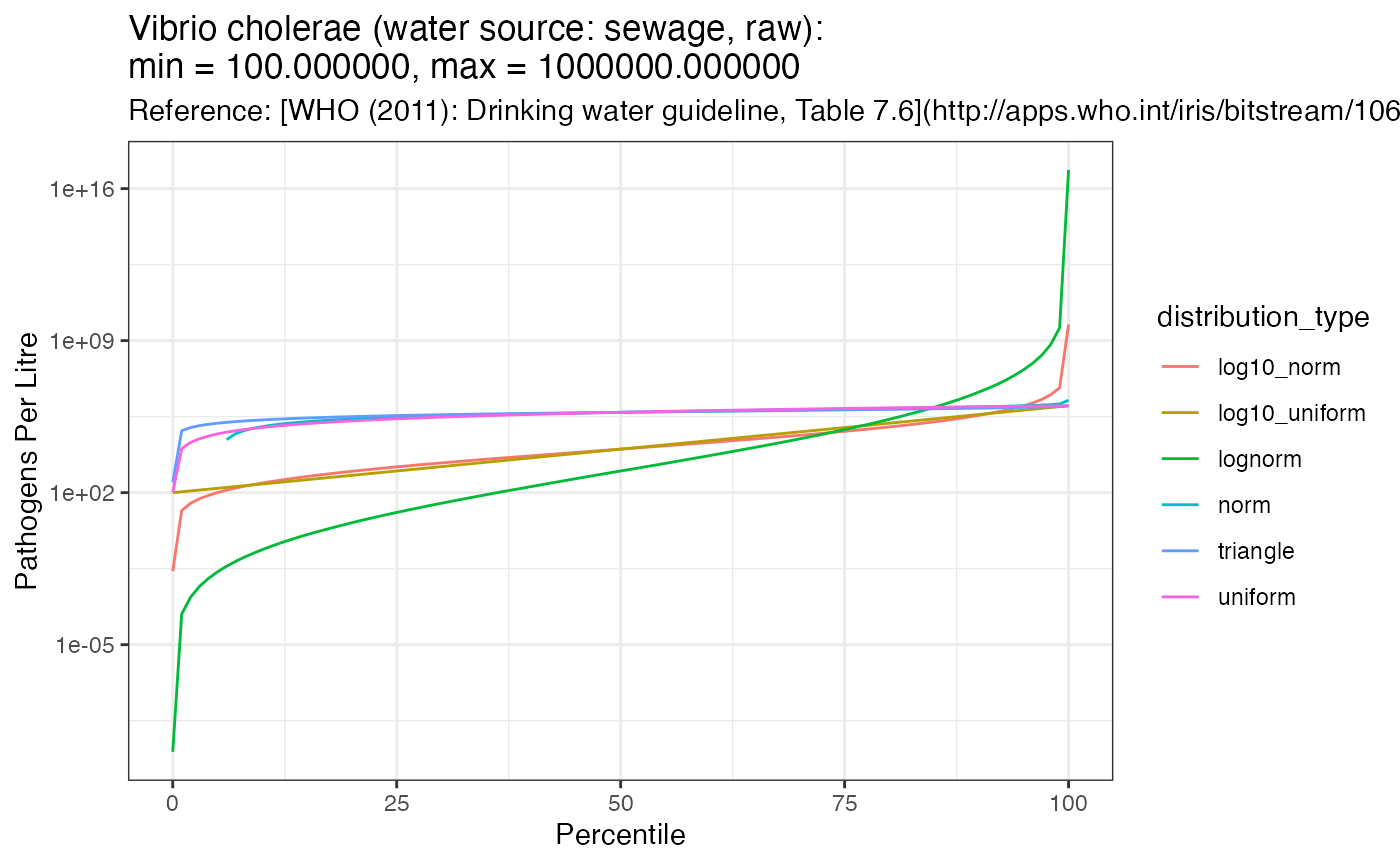 Vibrio cholerae (water source: sewage, raw):
min = 100.000000, max = 1000000.000000
Reference: [WHO (2011): Drinking water guideline, Table 7.6](http://apps.who.int/iris/bitstream/106
Pathogens Per Litre
1e+16
1e+09
1e+02
1e-05
0
25
50
75
100
Percentile
distribution_type
log10_norm
log10_uniform
lognorm
norm
triangle
uniform